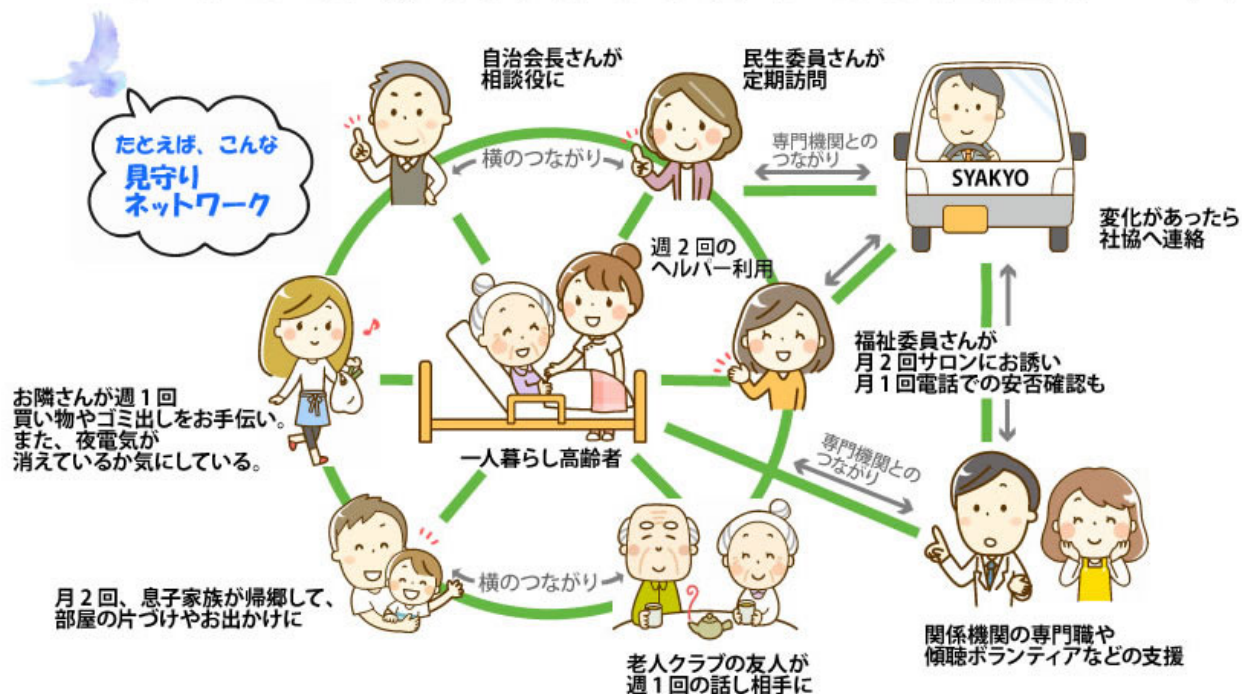 たとえば、こんな
見守り
ネットワーク
自治会長さんが
相談役に
民生委員さんが
定期訪問
横のつながり
専門機関との
つながり
SYAKYO
変化があったら
社協へ連絡
週2回の
ヘルパー利用
福祉委員さんが
月2回サロンにお誘い
月1回電話での安否確認も
お隣さんが週1回
買い物やゴミ出しをお手伝い。
また、夜電気が
消えているか気にしている。
一人暮らし高齢者
専門機関との
つながり
月2回、息子家族が帰郷して、
部屋の片づけやお出かけに
横のつながり
老人クラブの友人が
週1回の話し相手に
関係機関の専門職や
傾聴ボランティアなどの支援